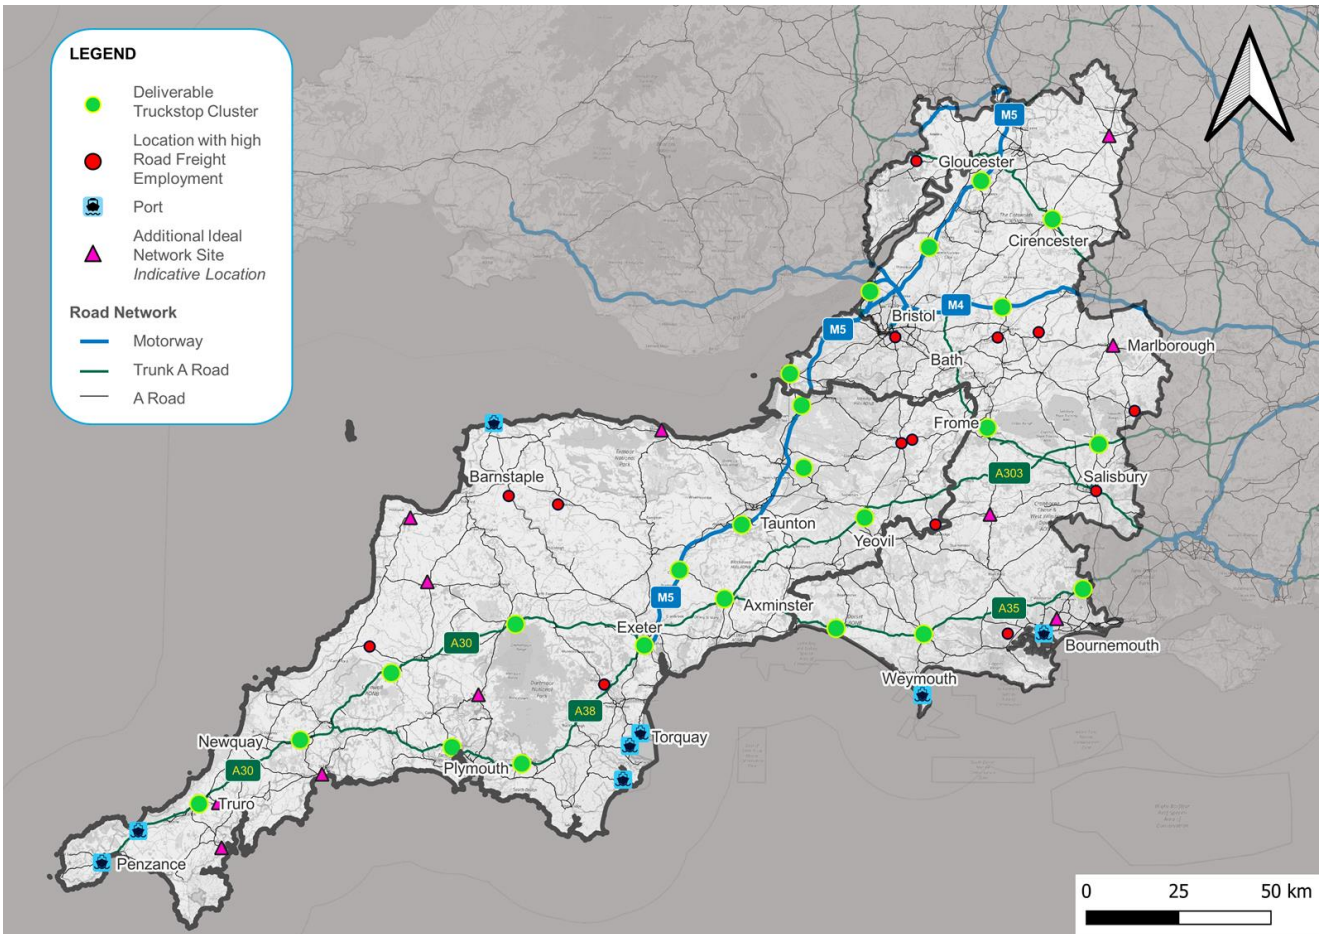 LEGEND
Deliverable
Truckstop Cluster
Location with high
Road Freight
Employment
Port
Additional Ideal
Network Site
Indicative Location
Road Network
Motorway
Trunk A Road
A Road
M5
Gloucester
Cirencester
M4
Bristol
M5
Marlborough
Bath
Frome
Barnstaple
A303
Salisbury
Taunton
Yeovil
M5
Axminster
A35
Exeter
A30
Bournemouth
Weymouth
A38
Newquay
Torquay
Plymouth
A30
Truro
Penzance
0 25 50 km